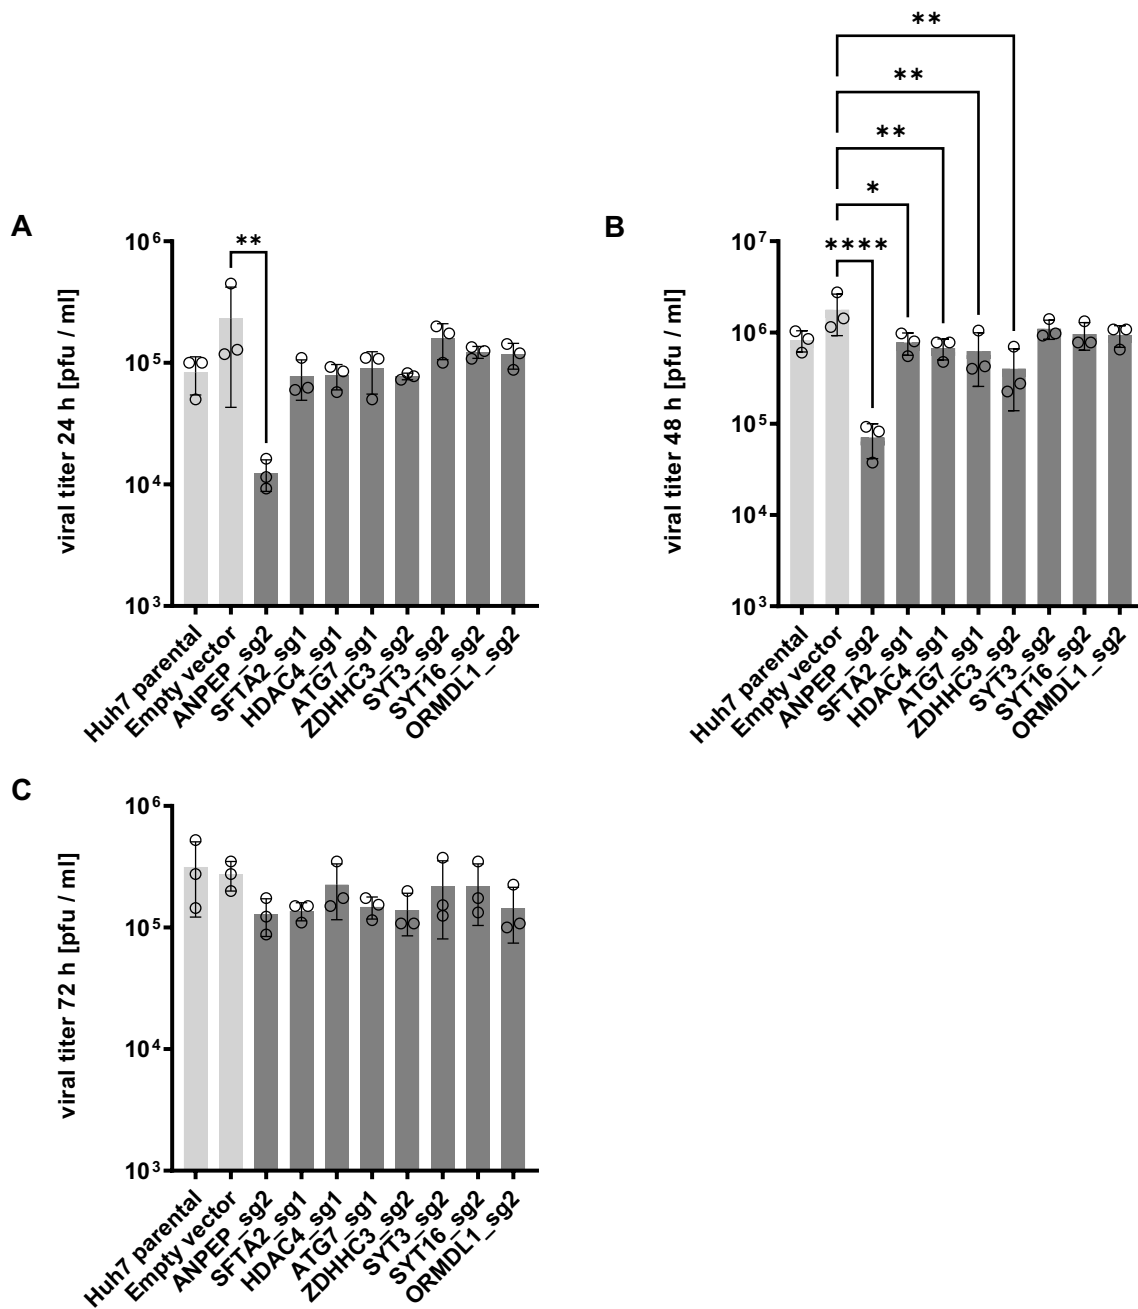 **
**
**
*
****
B
10⁷
10⁶
10⁵
10⁴
10³
viral titer 48 h [pfu / ml]
Huh7 parental
Empty vector
ANPEP_sg2
SFTA2_sg1
HDAC4_sg1
ATG7_sg1
ZDHHC3_sg2
SYT3_sg2
SYT16_sg2
ORMDL1_sg2
A
**
10⁶
10⁵
10⁴
10³
viral titer 24 h [pfu / ml]
Huh7 parental
Empty vector
ANPEP_sg2
SFTA2_sg1
HDAC4_sg1
ATG7_sg1
ZDHHC3_sg2
SYT3_sg2
SYT16_sg2
ORMDL1_sg2
C
10⁶
10⁵
10⁴
10³
viral titer 72 h [pfu / ml]
Huh7 parental
Empty vector
ANPEP_sg2
SFTA2_sg1
HDAC4_sg1
ATG7_sg1
ZDHHC3_sg2
SYT3_sg2
SYT16_sg2
ORMDL1_sg2